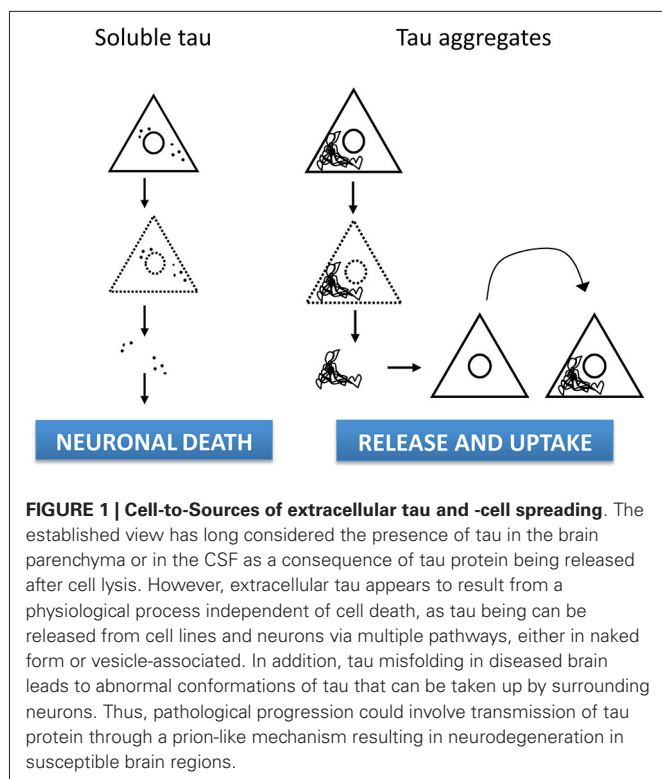 Soluble tau
Tau aggregates
NEURONAL DEATH
RELEASE AND UPTAKE
FIGURE 1 | Cell-to-Sources of extracellular tau and -cell spreading. The
established view has long considered the presence of tau in the brain
parenchyma or in the CSF as a consequence of tau protein being released
after cell lysis. However, extracellular tau appears to result from a
physiological process independent of cell death, as tau being can be
released from cell lines and neurons via multiple pathways, either in naked
form or vesicle-associated. In addition, tau misfolding in diseased brain
leads to abnormal conformations of tau that can be taken up by surrounding
neurons. Thus, pathological progression could involve transmission of tau
protein through a prion-like mechanism resulting in neurodegeneration in
susceptible brain regions.